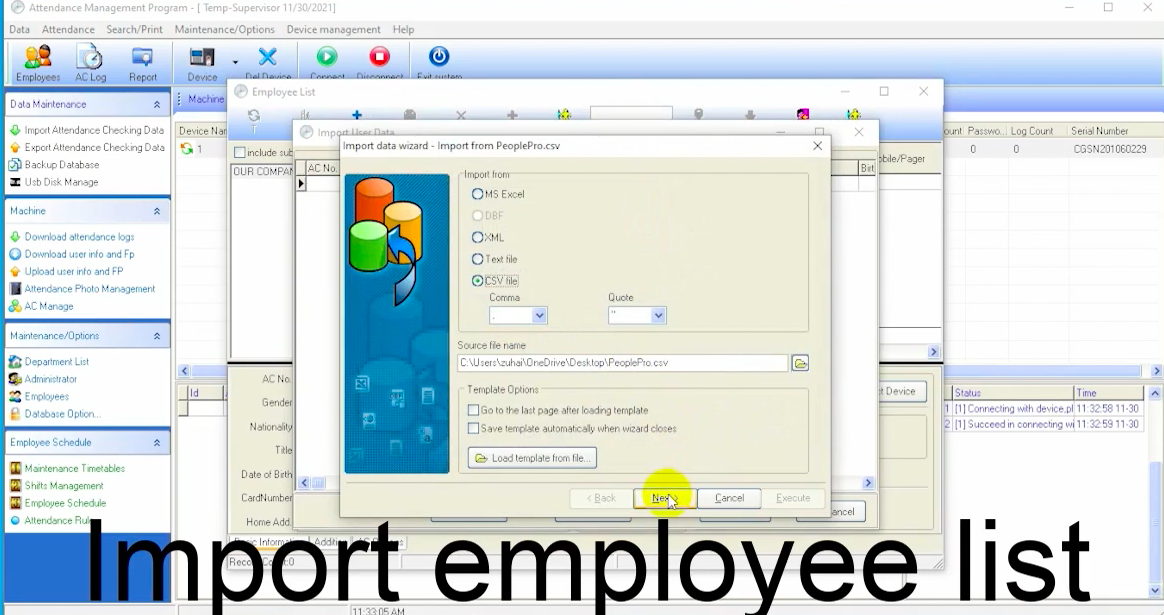 Attendance Management Program - [ Temp-Supervisor 11/30/2021]
Data Attendance Search/Print Maintenance/Options Device management Help
Employees AC Log Report Device Del Device Connect Disconnect Exit system
Data Maintenance
Import Attendance Checking Data
Export Attendance Checking Data
Backup Database
Usb Disk Manage
Machine
Download attendance logs
Download user info and Fp
Upload user info and FP
Attendance Photo Management
AC Manage
Maintenance/Options
Department List
Administrator
Employees
Database Option...
Employee Schedule
Maintenance Timetables
Shifts Management
Employee Schedule
Attendance Rule
Machine
Device Nam
1
Employee List
include sub
OUR COMPAN
Import User Data
AC No.
Birt
obile/Pager
ount Passwo... Log Count Serial Number
0 0 CGSN201060229
Import data wizard - Import from PeoplePro.csv
Import from
MS Excel
DBF
XML
Text file
CSV file
Comma Quote
"
Source file name
C:\Users\zuhai\OneDrive\Desktop\PeoplePro.csv
Template Options
Go to the last page after loading template
Save template automatically when wizard closes
Load template from file...
< Back Next > Cancel Execute
ancel
Id
AC No.
Gender
Nationality
Title
Date of Birth
CardNumber
Home Add.
Basic Information Addition
Record Count:0
t Device
Status Time
1 [1] Connecting with device,pl 11:32:58 11-30
2 [1] Succeed in connecting wi 11:32:59 11-30
Import employee list
11:33:05 AM